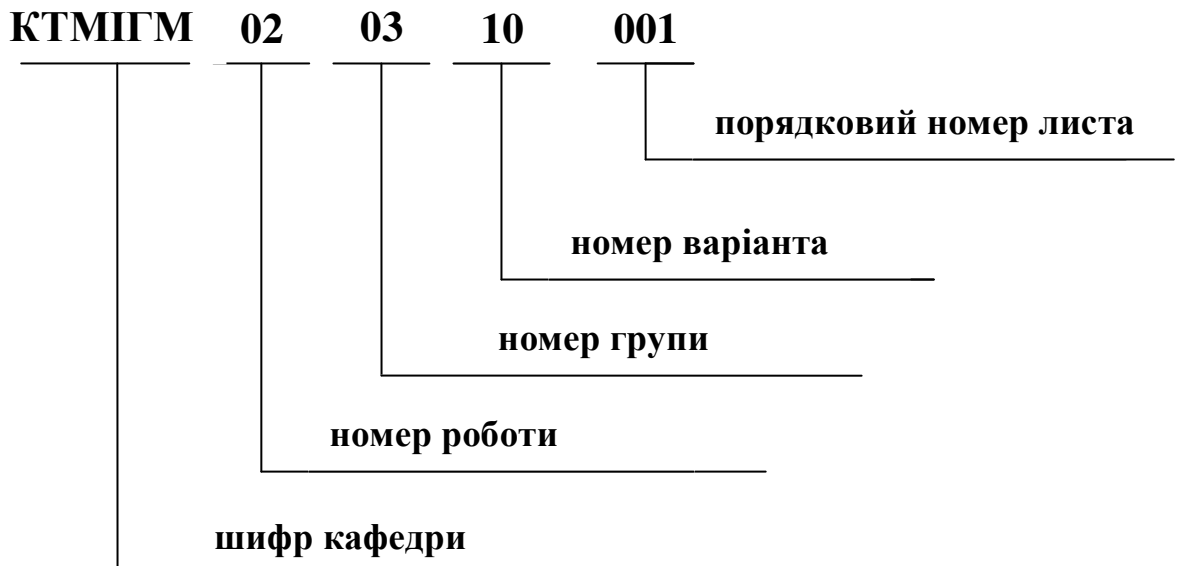 КТМІГМ 02 03 10 001
порядковий номер листа
номер варіанта
номер групи
номер роботи
шифр кафедри